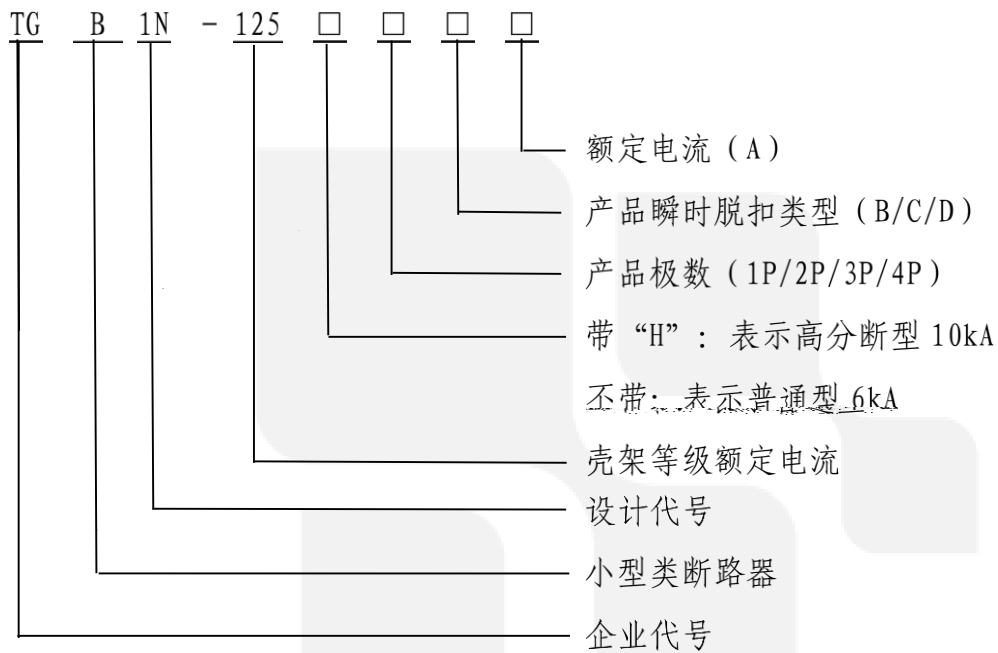 TG B 1N - 125 □ □ □ □
额定电流（A）
产品瞬时脱扣类型（B/C/D）
产品极数（1P/2P/3P/4P）
带“H”：表示高分断型 10kA
不带：表示普通型 6kA
壳架等级额定电流
设计代号
小型类断路器
企业代号